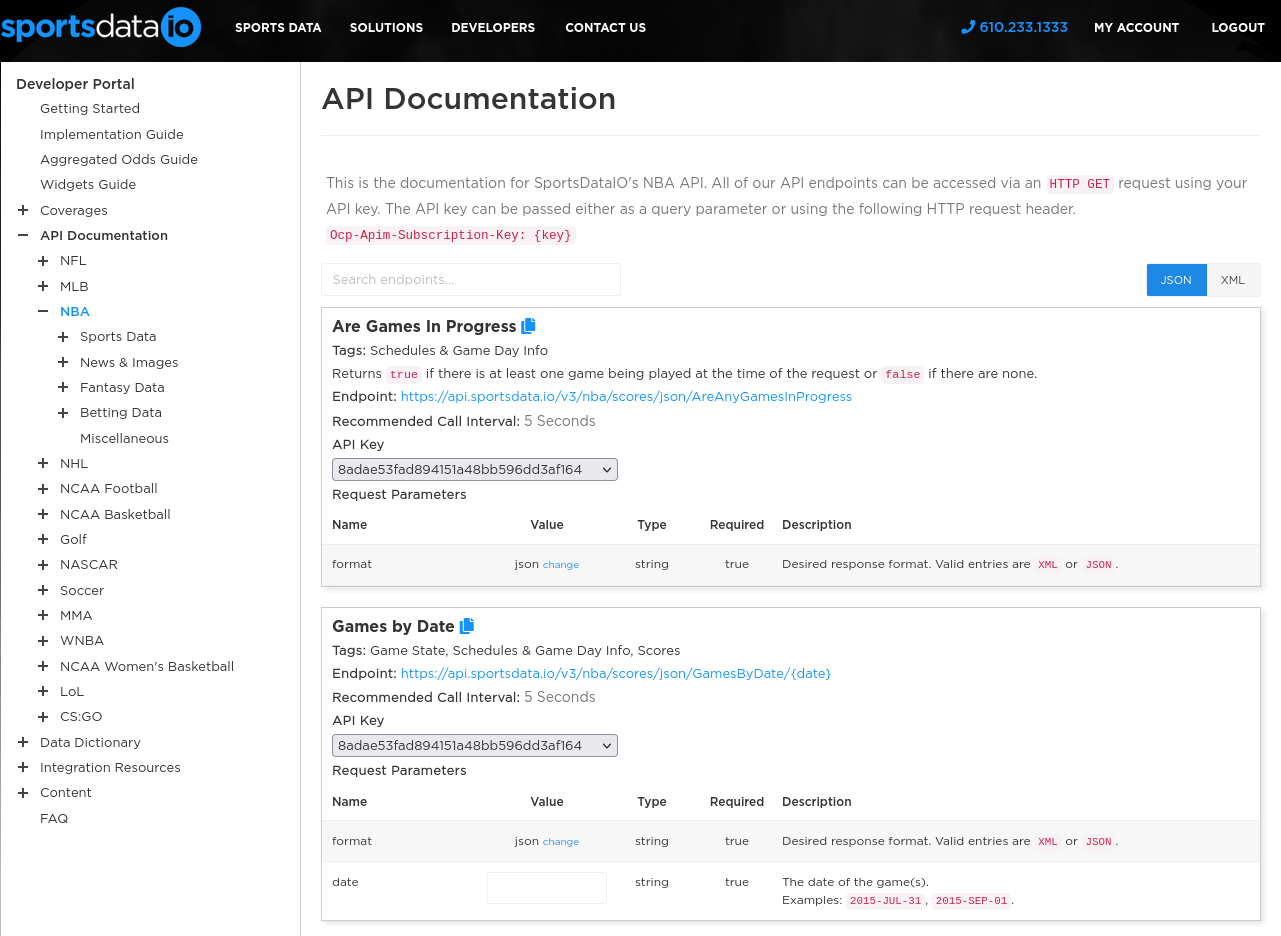 sportsdataio
SPORTS DATA SOLUTIONS DEVELOPERS CONTACT US 610.233.1333 MY ACCOUNT LOGOUT
Developer Portal
Getting Started
Implementation Guide
Aggregated Odds Guide
Widgets Guide
+ Coverages
− API Documentation
+ NFL
+ MLB
− NBA
+ Sports Data
+ News & Images
+ Fantasy Data
+ Betting Data
Miscellaneous
+ NHL
+ NCAA Football
+ NCAA Basketball
+ Golf
+ NASCAR
+ Soccer
+ MMA
+ WNBA
+ NCAA Women's Basketball
+ LoL
+ CS:GO
+ Data Dictionary
+ Integration Resources
+ Content
FAQ
API Documentation
This is the documentation for SportsDataIO's NBA API. All of our API endpoints can be accessed via an HTTP GET request using your
API key. The API key can be passed either as a query parameter or using the following HTTP request header.
Ocp-Apim-Subscription-Key: {key}
Search endpoints...
JSON XML
Are Games In Progress
Tags: Schedules & Game Day Info
Returns true if there is at least one game being played at the time of the request or false if there are none.
Endpoint: https://api.sportsdata.io/v3/nba/scores/json/AreAnyGamesInProgress
Recommended Call Interval: 5 Seconds
API Key
8adae53fad894151a48bb596dd3af164
Request Parameters
Name Value Type Required Description
format json change string true Desired response format. Valid entries are XML or JSON.
Games by Date
Tags: Game State, Schedules & Game Day Info, Scores
Endpoint: https://api.sportsdata.io/v3/nba/scores/json/GamesByDate/{date}
Recommended Call Interval: 5 Seconds
API Key
8adae53fad894151a48bb596dd3af164
Request Parameters
Name Value Type Required Description
format json change string true Desired response format. Valid entries are XML or JSON.
date string true The date of the game(s).
Examples: 2015-JUL-31, 2015-SEP-01.